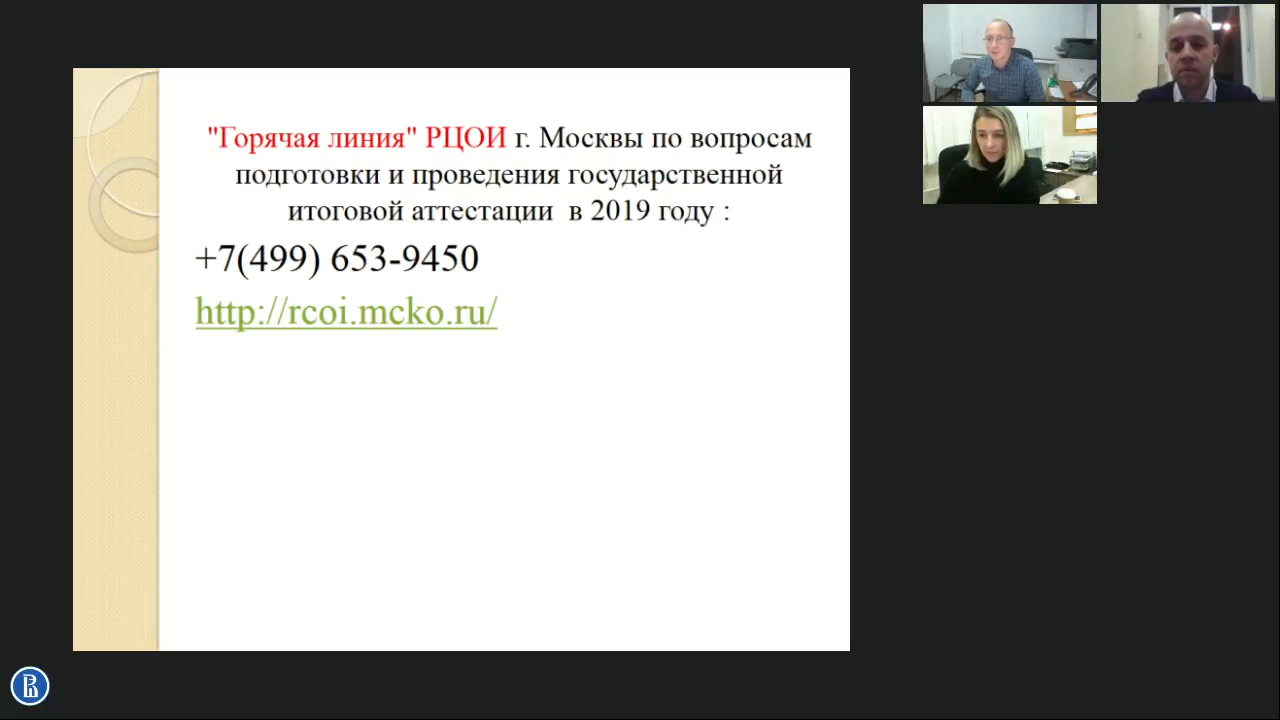 "Горячая линия" РЦОИ г. Москвы по вопросам
подготовки и проведения государственной
итоговой аттестации в 2019 году :
+7(499) 653-9450
http://rcoi.mcko.ru/